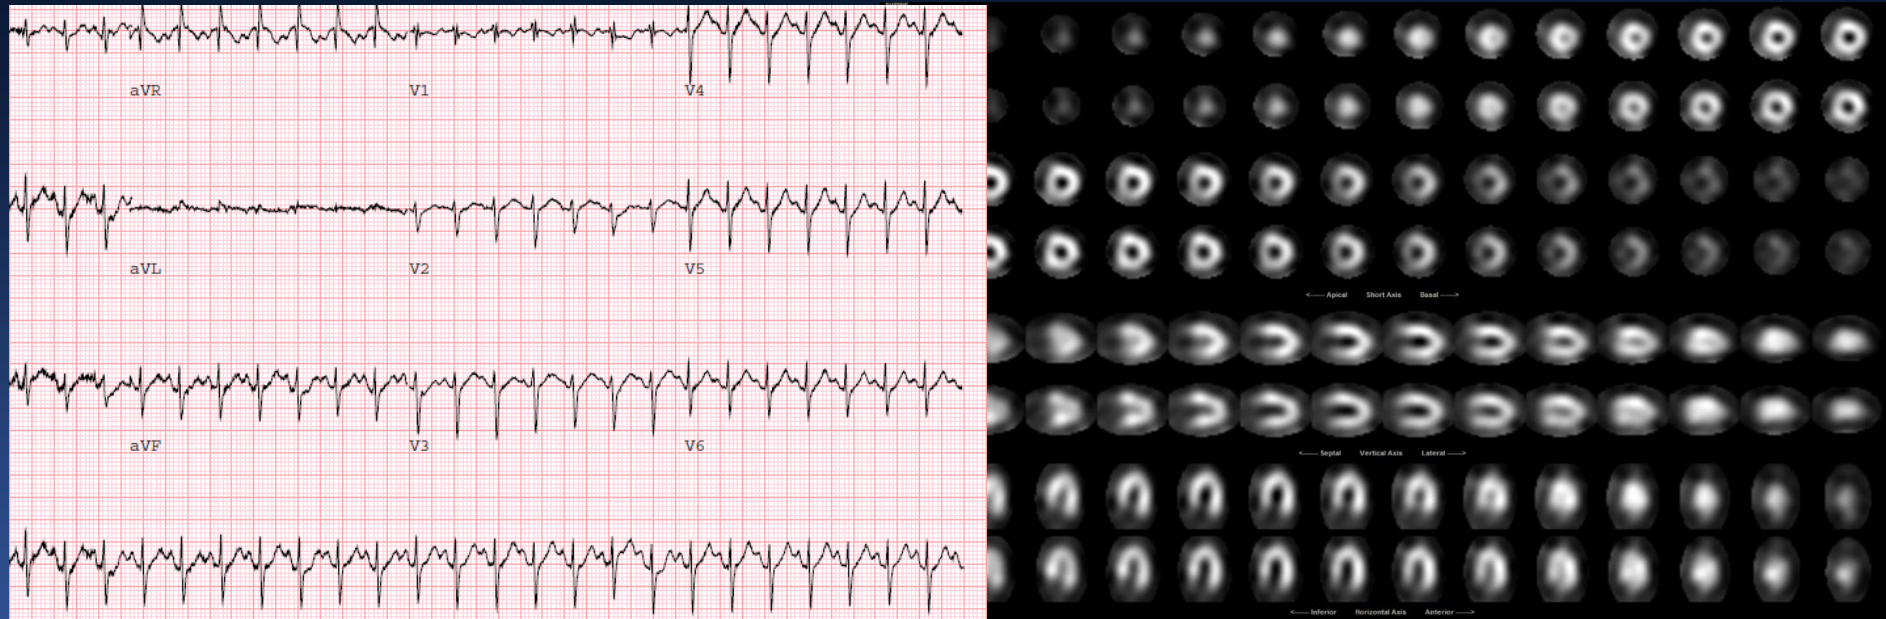 aVR V1 V4
aVL V2 V5
aVF V3 V6
<—— Apical Short Axis Basal ——>
<—— Septal Vertical Axis Lateral ——>
<—— Inferior Horizontal Axis Anterior ——>